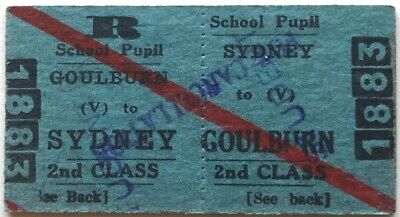 R
School Pupil
GOULBURN
(V) to
SYDNEY
2nd CLASS
[See Back]
School Pupil
SYDNEY
to (V)
GOULBURN
2nd CLASS
[See back]
1883
1883